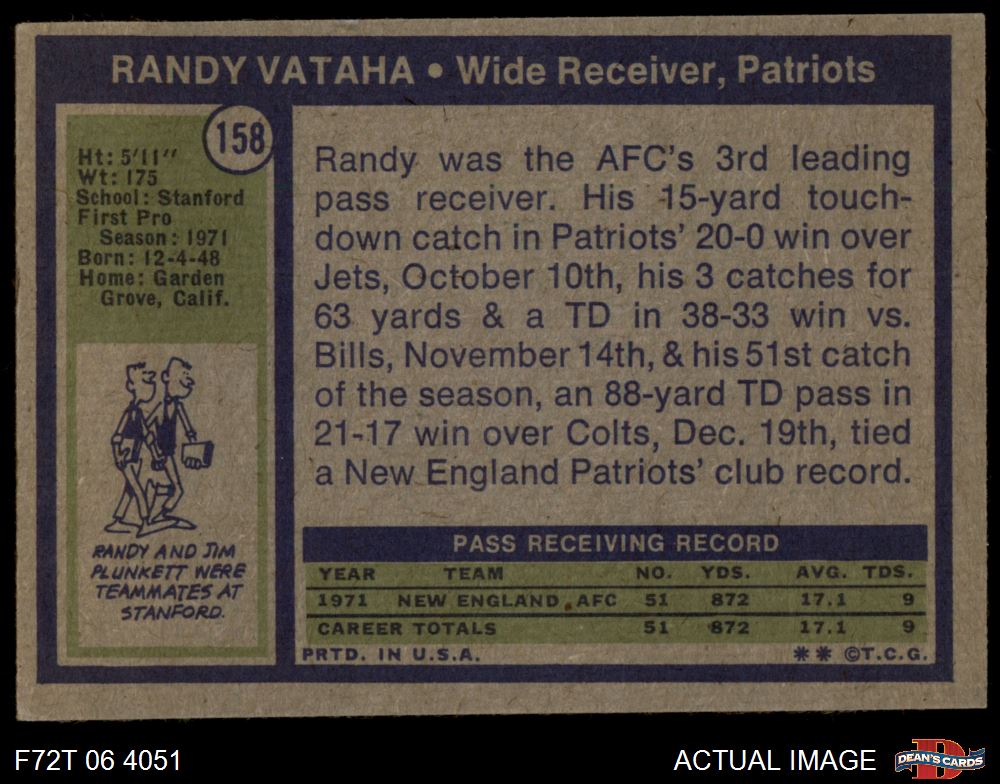 RANDY VATAHA • Wide Receiver, Patriots
158
Ht: 5'11"
Wt: 175
School: Stanford
First Pro
Season: 1971
Born: 12-4-48
Home: Garden
Grove, Calif.
RANDY AND JIM
PLUNKETT WERE
TEAMMATES AT
STANFORD.
Randy was the AFC's 3rd leading
pass receiver. His 15-yard touch-
down catch in Patriots' 20-0 win over
Jets, October 10th, his 3 catches for
63 yards & a TD in 38-33 win vs.
Bills, November 14th, & his 51st catch
of the season, an 88-yard TD pass in
21-17 win over Colts, Dec. 19th, tied
a New England Patriots' club record.
PASS RECEIVING RECORD
YEAR TEAM NO. YDS. AVG. TDS.
1971 NEW ENGLAND AFC 51 872 17.1 9
CAREER TOTALS 51 872 17.1 9
PRTD. IN U.S.A. ** ©T.C.G.
F72T 06 4051 ACTUAL IMAGE D DEAN'S CARDS